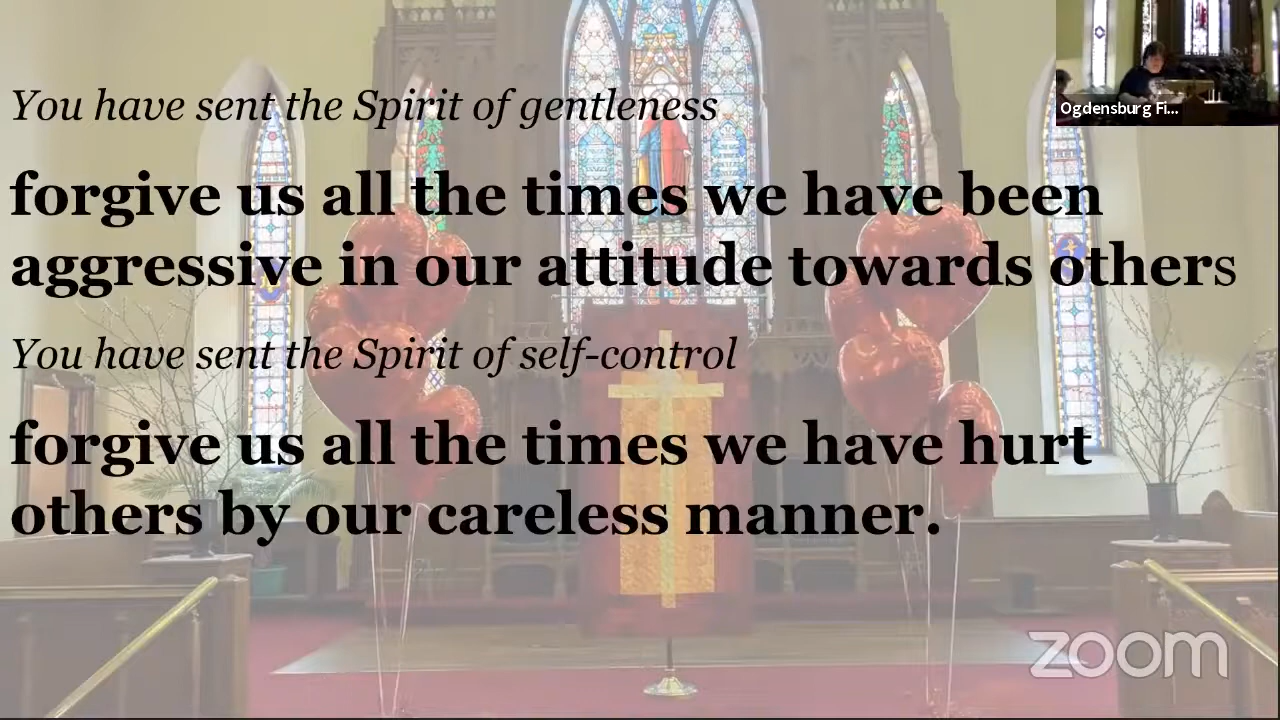 Ogdensburg Fi...
You have sent the Spirit of gentleness
forgive us all the times we have been
aggressive in our attitude towards others
You have sent the Spirit of self-control
forgive us all the times we have hurt
others by our careless manner.
zoom